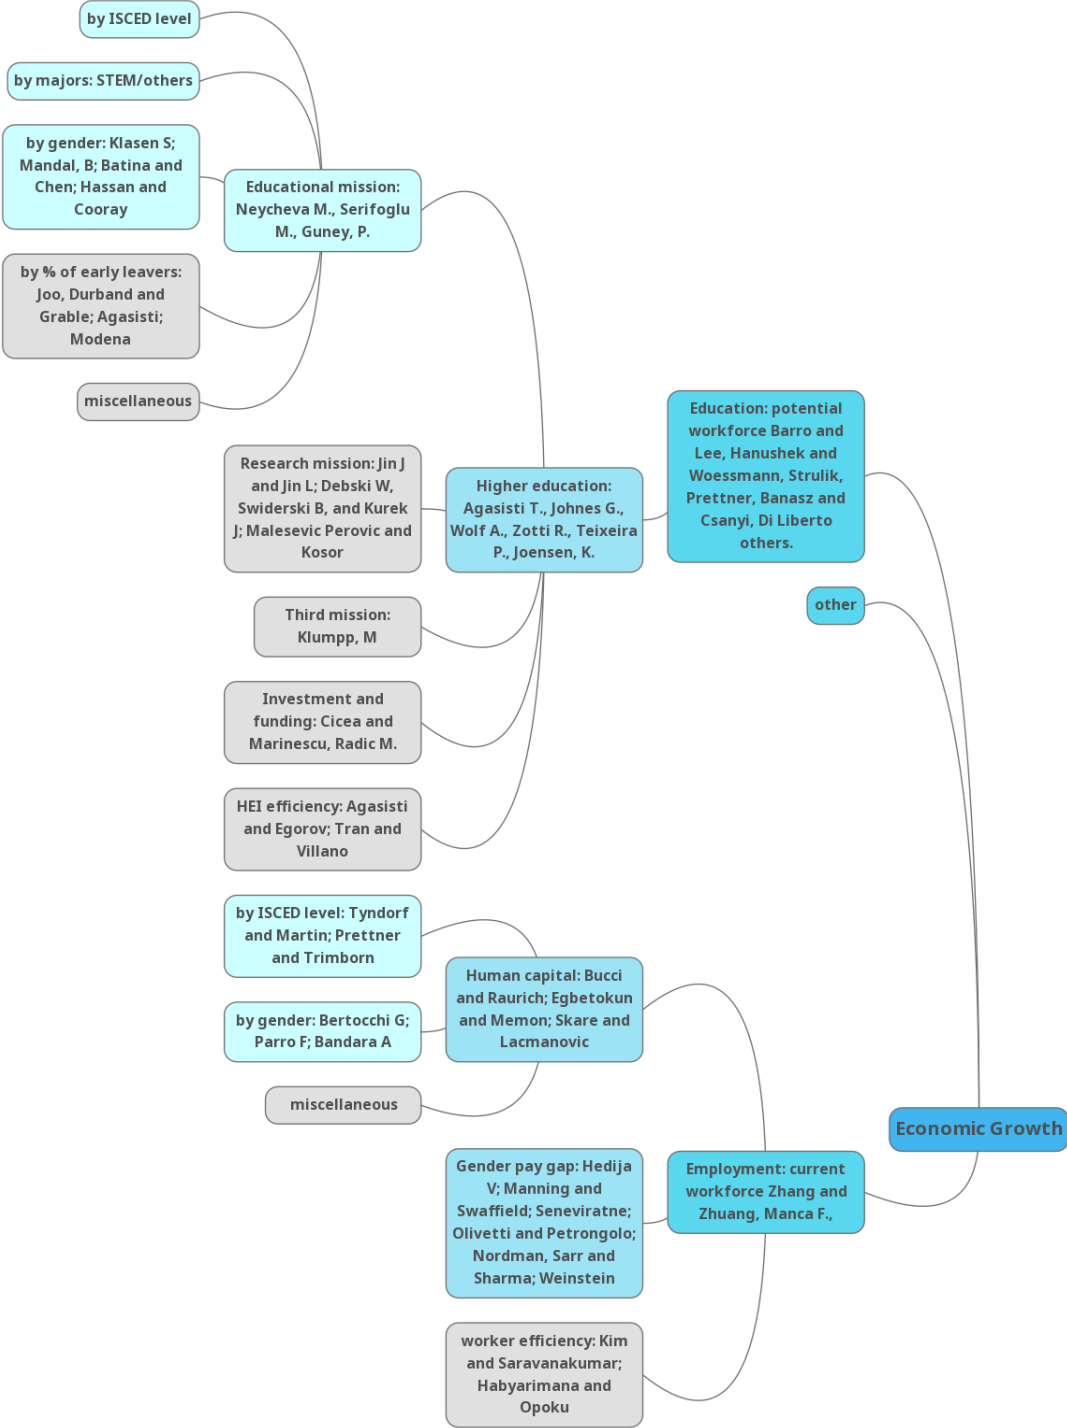 by ISCED level
by majors: STEM/others
by gender: Klasen S;
Mandal, B; Batina and
Chen; Hassan and
Cooray
Educational mission:
Neycheva M., Serifoglu
M., Guney, P.
by % of early leavers:
Joo, Durband and
Grable; Agasisti;
Modena
miscellaneous
Research mission: Jin J
and Jin L; Debski W,
Swiderski B, and Kurek
J; Malesevic Perovic and
Kosor
Higher education:
Agasisti T., Johnes G.,
Wolf A., Zotti R., Teixeira
P., Joensen, K.
Education: potential
workforce Barro and
Lee, Hanushek and
Woessmann, Strulik,
Prettner, Banasz and
Csanyi, Di Liberto
others.
other
Third mission:
Klumpp, M
Investment and
funding: Cicea and
Marinescu, Radic M.
HEI efficiency: Agasisti
and Egorov; Tran and
Villano
by ISCED level: Tyndorf
and Martin; Prettner
and Trimborn
by gender: Bertocchi G;
Parro F; Bandara A
miscellaneous
Human capital: Bucci
and Raurich; Egbetokun
and Memon; Skare and
Lacmanovic
Economic Growth
Gender pay gap: Hedija
V; Manning and
Swaffield; Seneviratne;
Olivetti and Petrongolo;
Nordman, Sarr and
Sharma; Weinstein
Employment: current
workforce Zhang and
Zhuang, Manca F.,
worker efficiency: Kim
and Saravanakumar;
Habyarimana and
Opoku